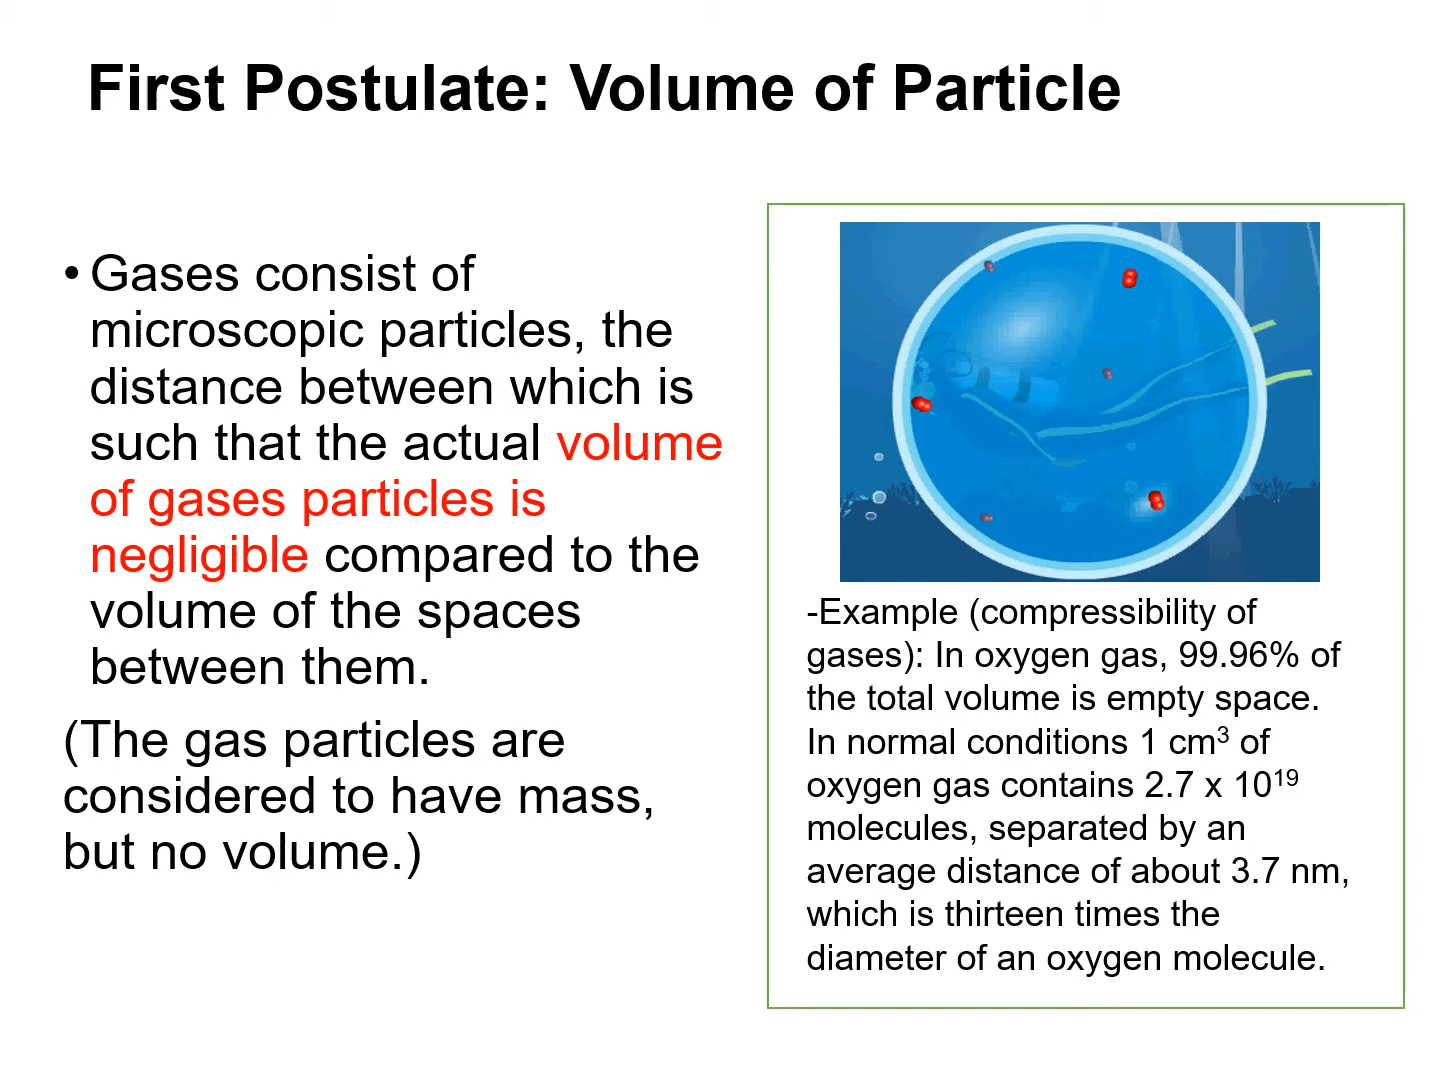 First Postulate: Volume of Particle
• Gases consist of
microscopic particles, the
distance between which is
such that the actual volume
of gases particles is
negligible compared to the
volume of the spaces
between them.
(The gas particles are
considered to have mass,
but no volume.)
-Example (compressibility of
gases): In oxygen gas, 99.96% of
the total volume is empty space.
In normal conditions 1 cm³ of
oxygen gas contains 2.7 x 10¹⁹
molecules, separated by an
average distance of about 3.7 nm,
which is thirteen times the
diameter of an oxygen molecule.